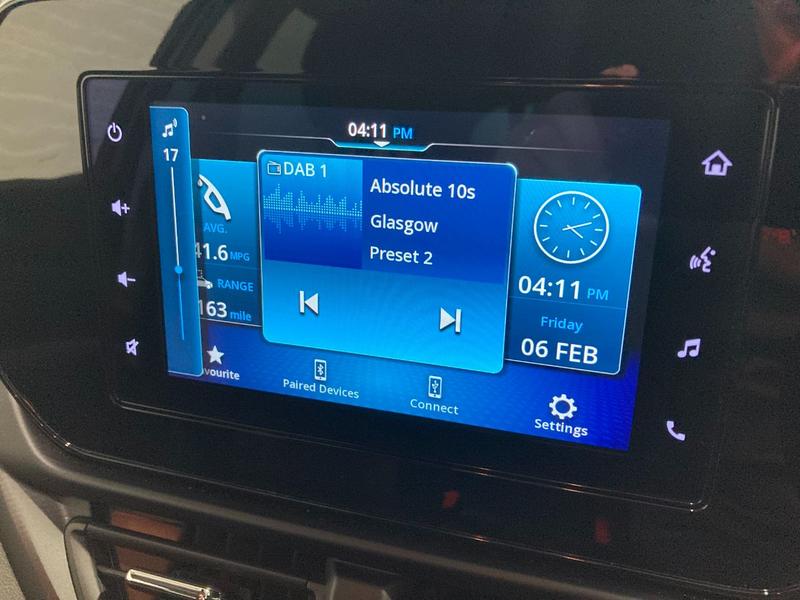 04:11 PM
17
DAB 1
Absolute 10s
Glasgow
Preset 2
AVG.
41.6 MPG
RANGE
163 mile
04:11 PM
Friday
06 FEB
vourite
Paired Devices
Connect
Settings